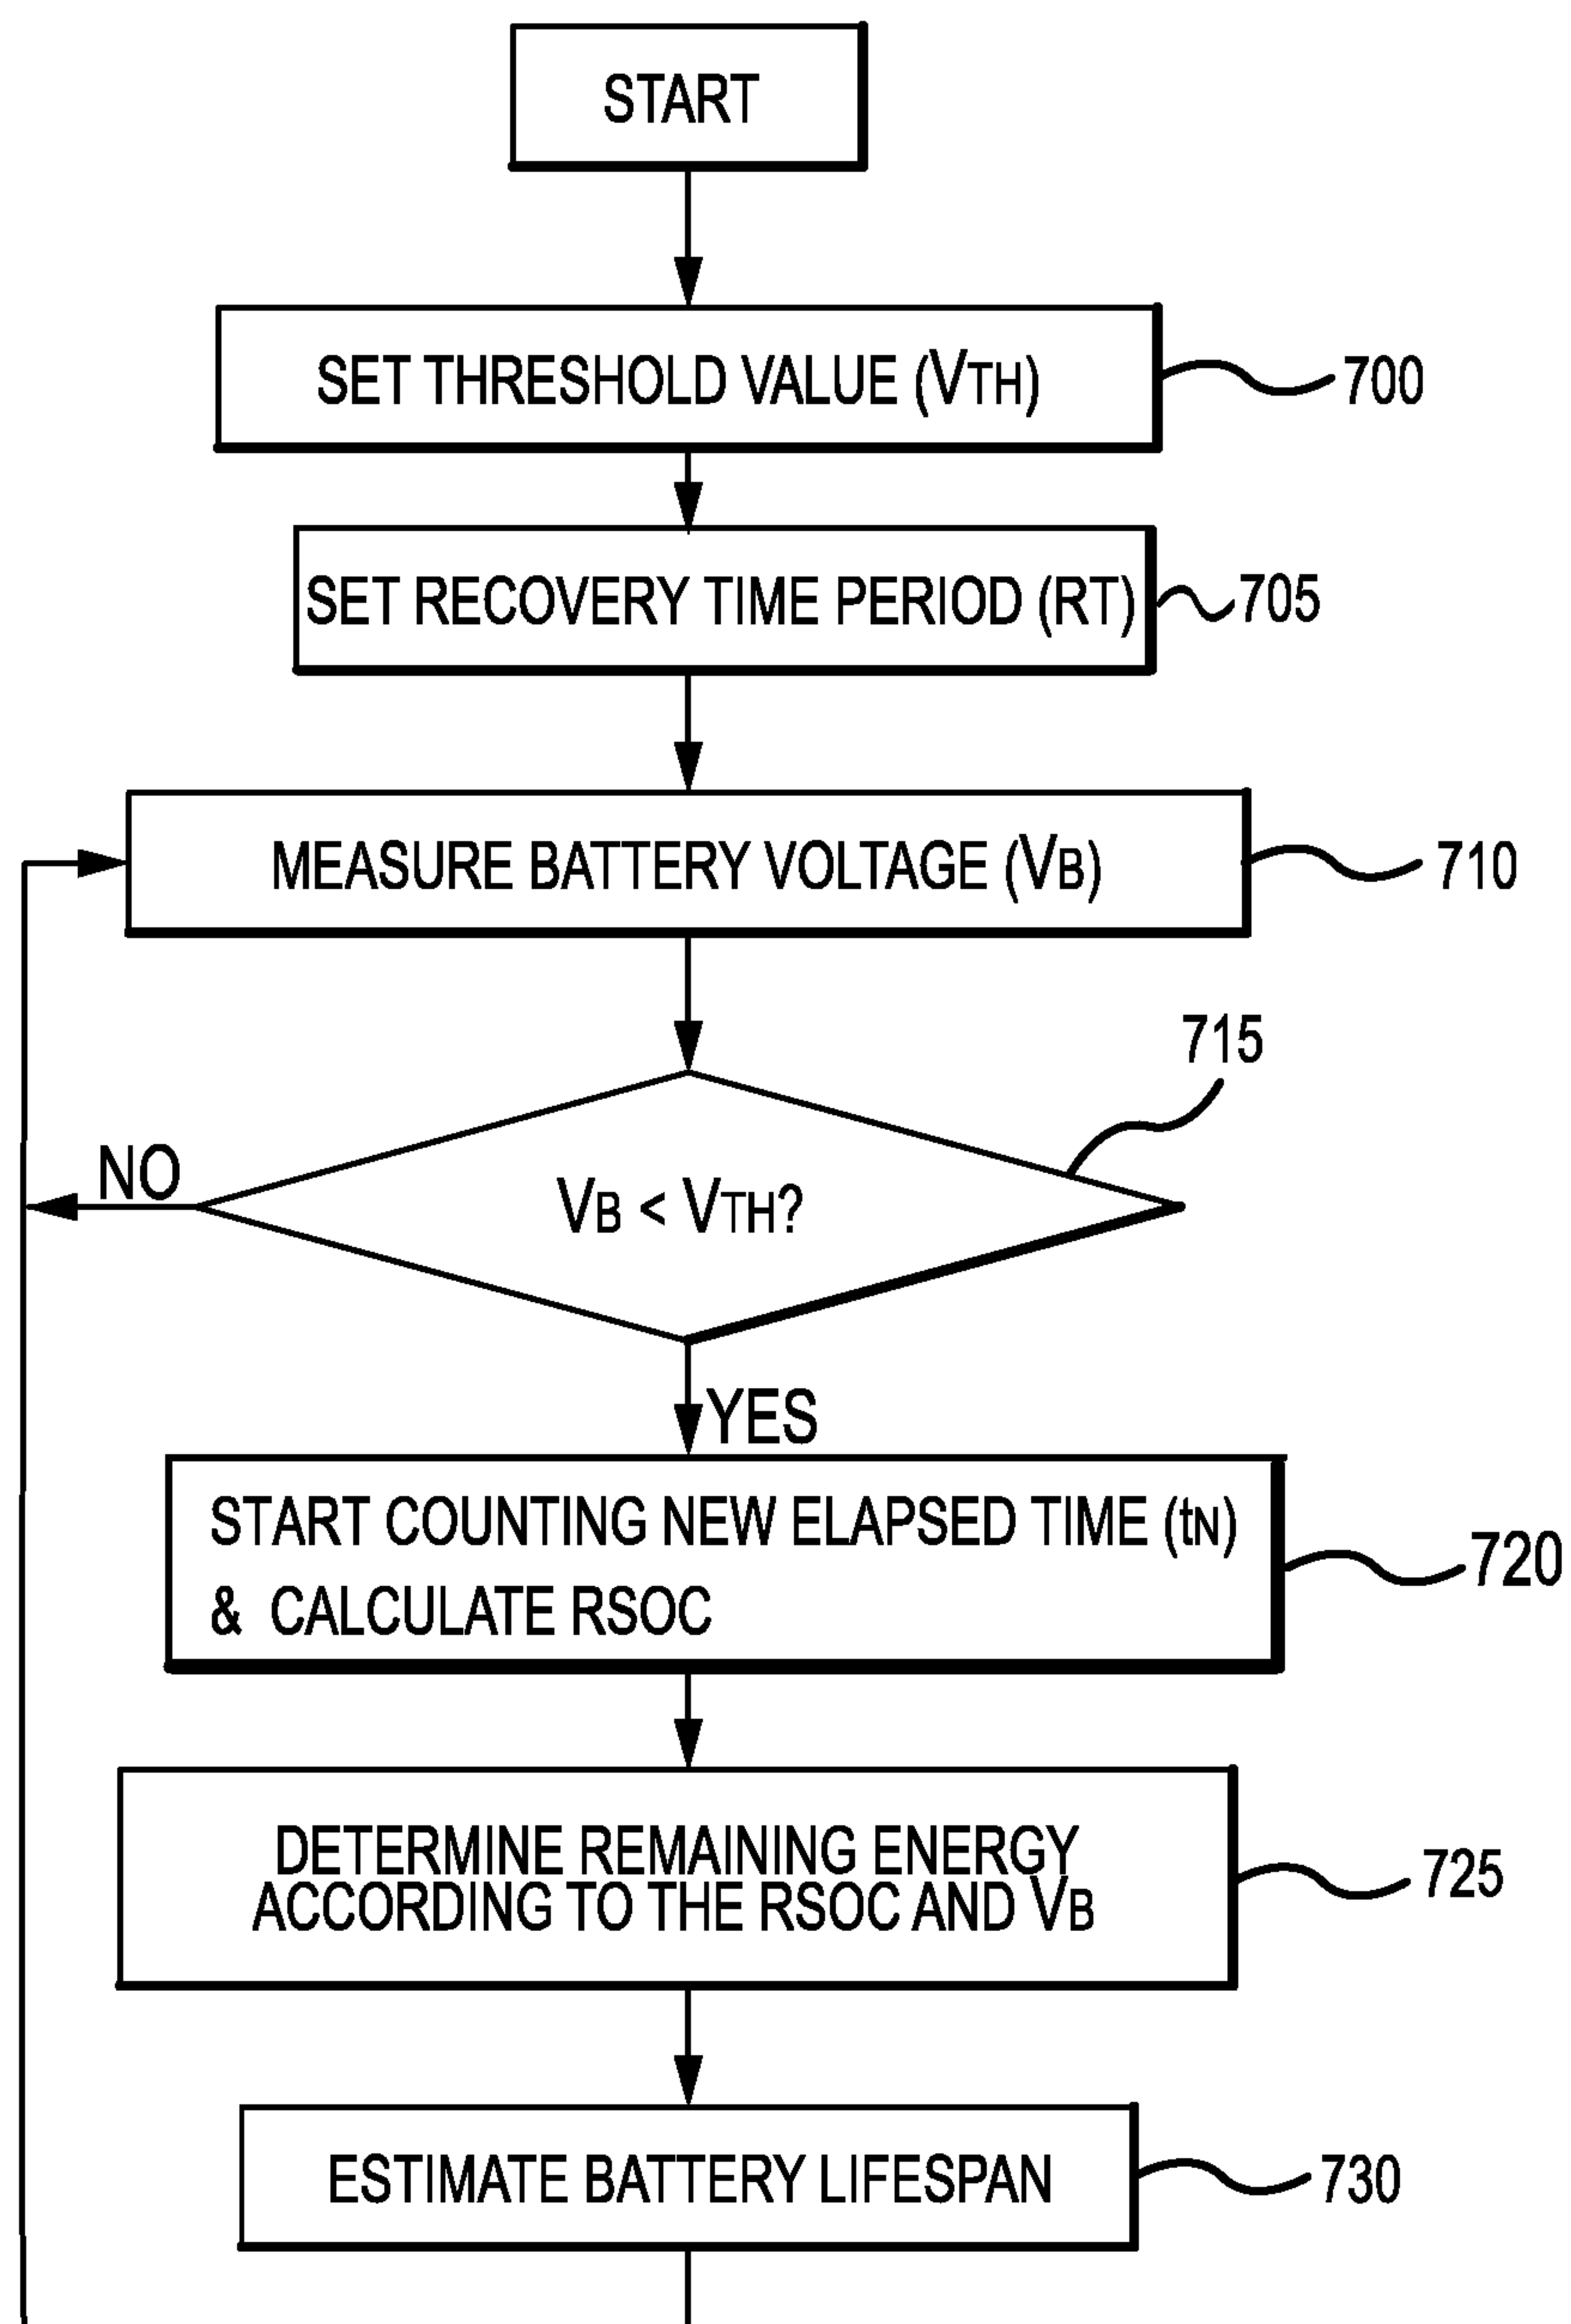 START
SET THRESHOLD VALUE (VTH)
700
SET RECOVERY TIME PERIOD (RT)
705
MEASURE BATTERY VOLTAGE (VB)
710
715
NO
VB < VTH?
YES
START COUNTING NEW ELAPSED TIME (tN)
& CALCULATE RSOC
720
DETERMINE REMAINING ENERGY
ACCORDING TO THE RSOC AND VB
725
ESTIMATE BATTERY LIFESPAN
730